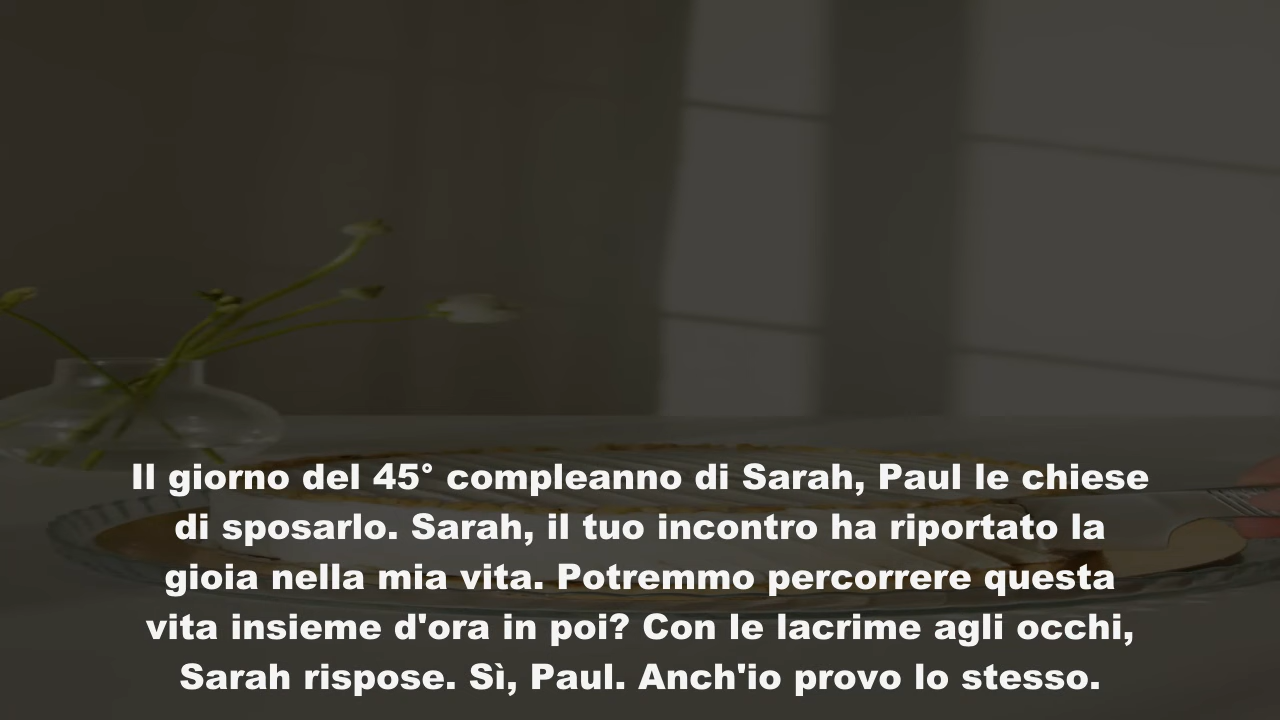 Il giorno del 45° compleanno di Sarah, Paul le chiese
di sposarlo. Sarah, il tuo incontro ha riportato la
gioia nella mia vita. Potremmo percorrere questa
vita insieme d'ora in poi? Con le lacrime agli occhi,
Sarah rispose. Sì, Paul. Anch'io provo lo stesso.